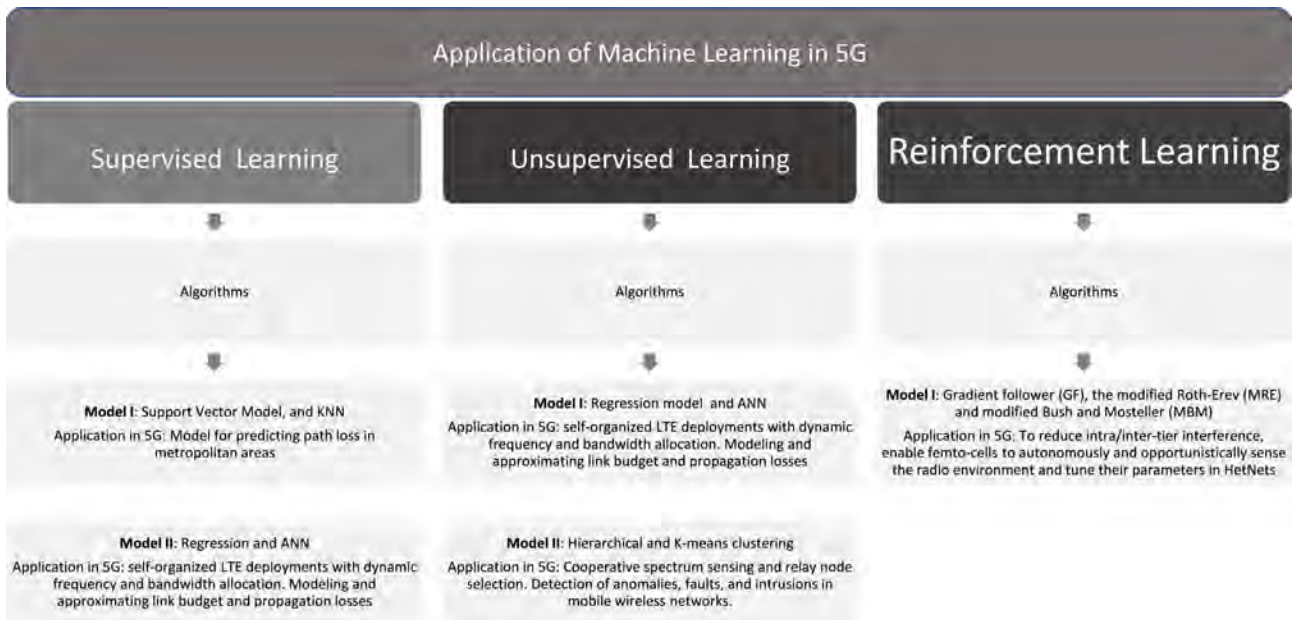 Application of Machine Learning in 5G
Supervised Learning
Algorithms
Model I: Support Vector Model, and KNN
Application in 5G: Model for predicting path loss in
metropolitan areas
Model II: Regression and ANN
Application in 5G: self-organized LTE deployments with dynamic
frequency and bandwidth allocation. Modeling and
approximating link budget and propagation losses
Unsupervised Learning
Algorithms
Model I: Regression model and ANN
Application in 5G: self-organized LTE deployments with dynamic
frequency and bandwidth allocation. Modeling and
approximating link budget and propagation losses
Model II: Hierarchical and K-means clustering
Application in 5G: Cooperative spectrum sensing and relay node
selection. Detection of anomalies, faults, and intrusions in
mobile wireless networks.
Reinforcement Learning
Algorithms
Model I: Gradient follower (GF), the modified Roth-Erev (MRE)
and modified Bush and Mosteller (MBM)
Application in 5G: To reduce intra/inter-tier interference,
enable femto-cells to autonomously and opportunistically sense
the radio environment and tune their parameters in HetNets